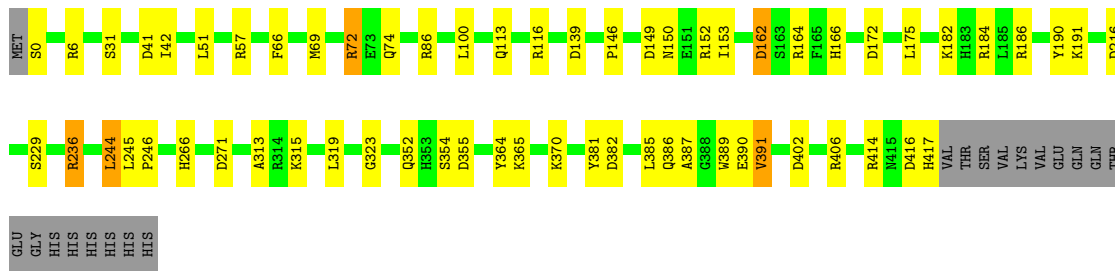 MET S0 R6 S31 D41 I42 L51 R57 F66 M69 R72 E73 Q74 R86 L100 Q113 R116 D139 P146 D149 N150 E151 R152 I153 D162 S163 R164 F165 H166 D172 L175 K182 H183 R184 L185 R186 Y190 K191
S229 R236 L244 L245 P246 H266 D271 A313 R314 K315 L319 G323 Q352 H353 S354 D355 Y364 K365 K370 Y381 D382 L385 Q386 A387 G388 W389 E390 V391 D402 R406 R414 N415 D416 H417 VAL THR SER VAL LYS VAL GLU GLN GLN THR
GLU GLY HIS HIS HIS HIS HIS HIS